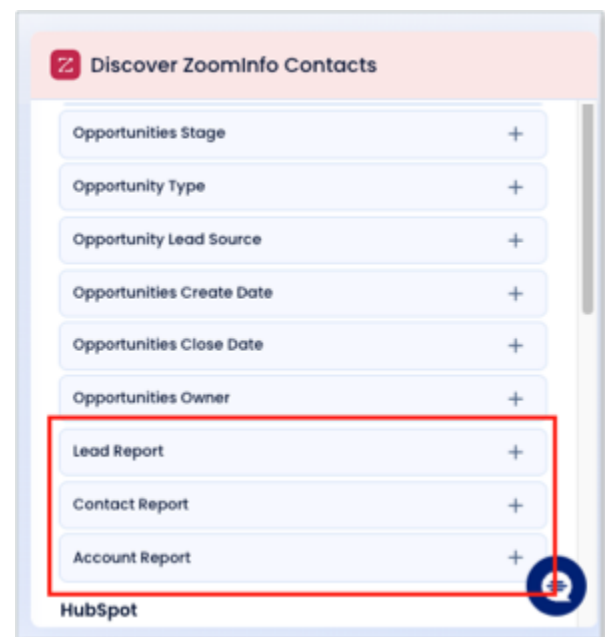 Z Discover ZoomInfo Contacts
Opportunities Stage +
Opportunity Type +
Opportunity Lead Source +
Opportunities Create Date +
Opportunities Close Date +
Opportunities Owner +
Lead Report +
Contact Report +
Account Report +
HubSpot